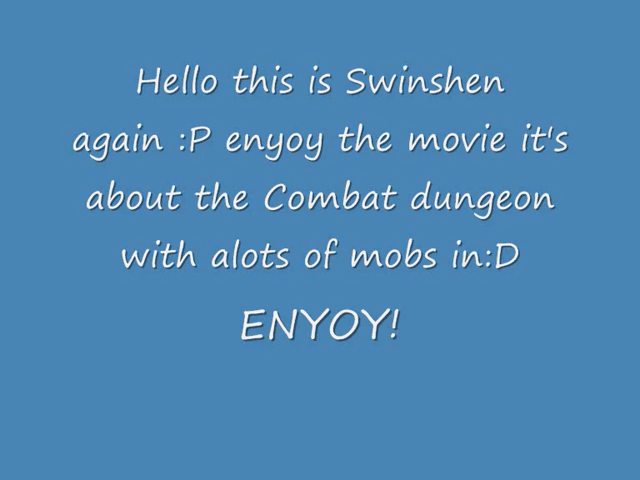 Hello this is Swinshen
again :P enyoy the movie it's
about the Combat dungeon
with alots of mobs in:D
ENYOY!